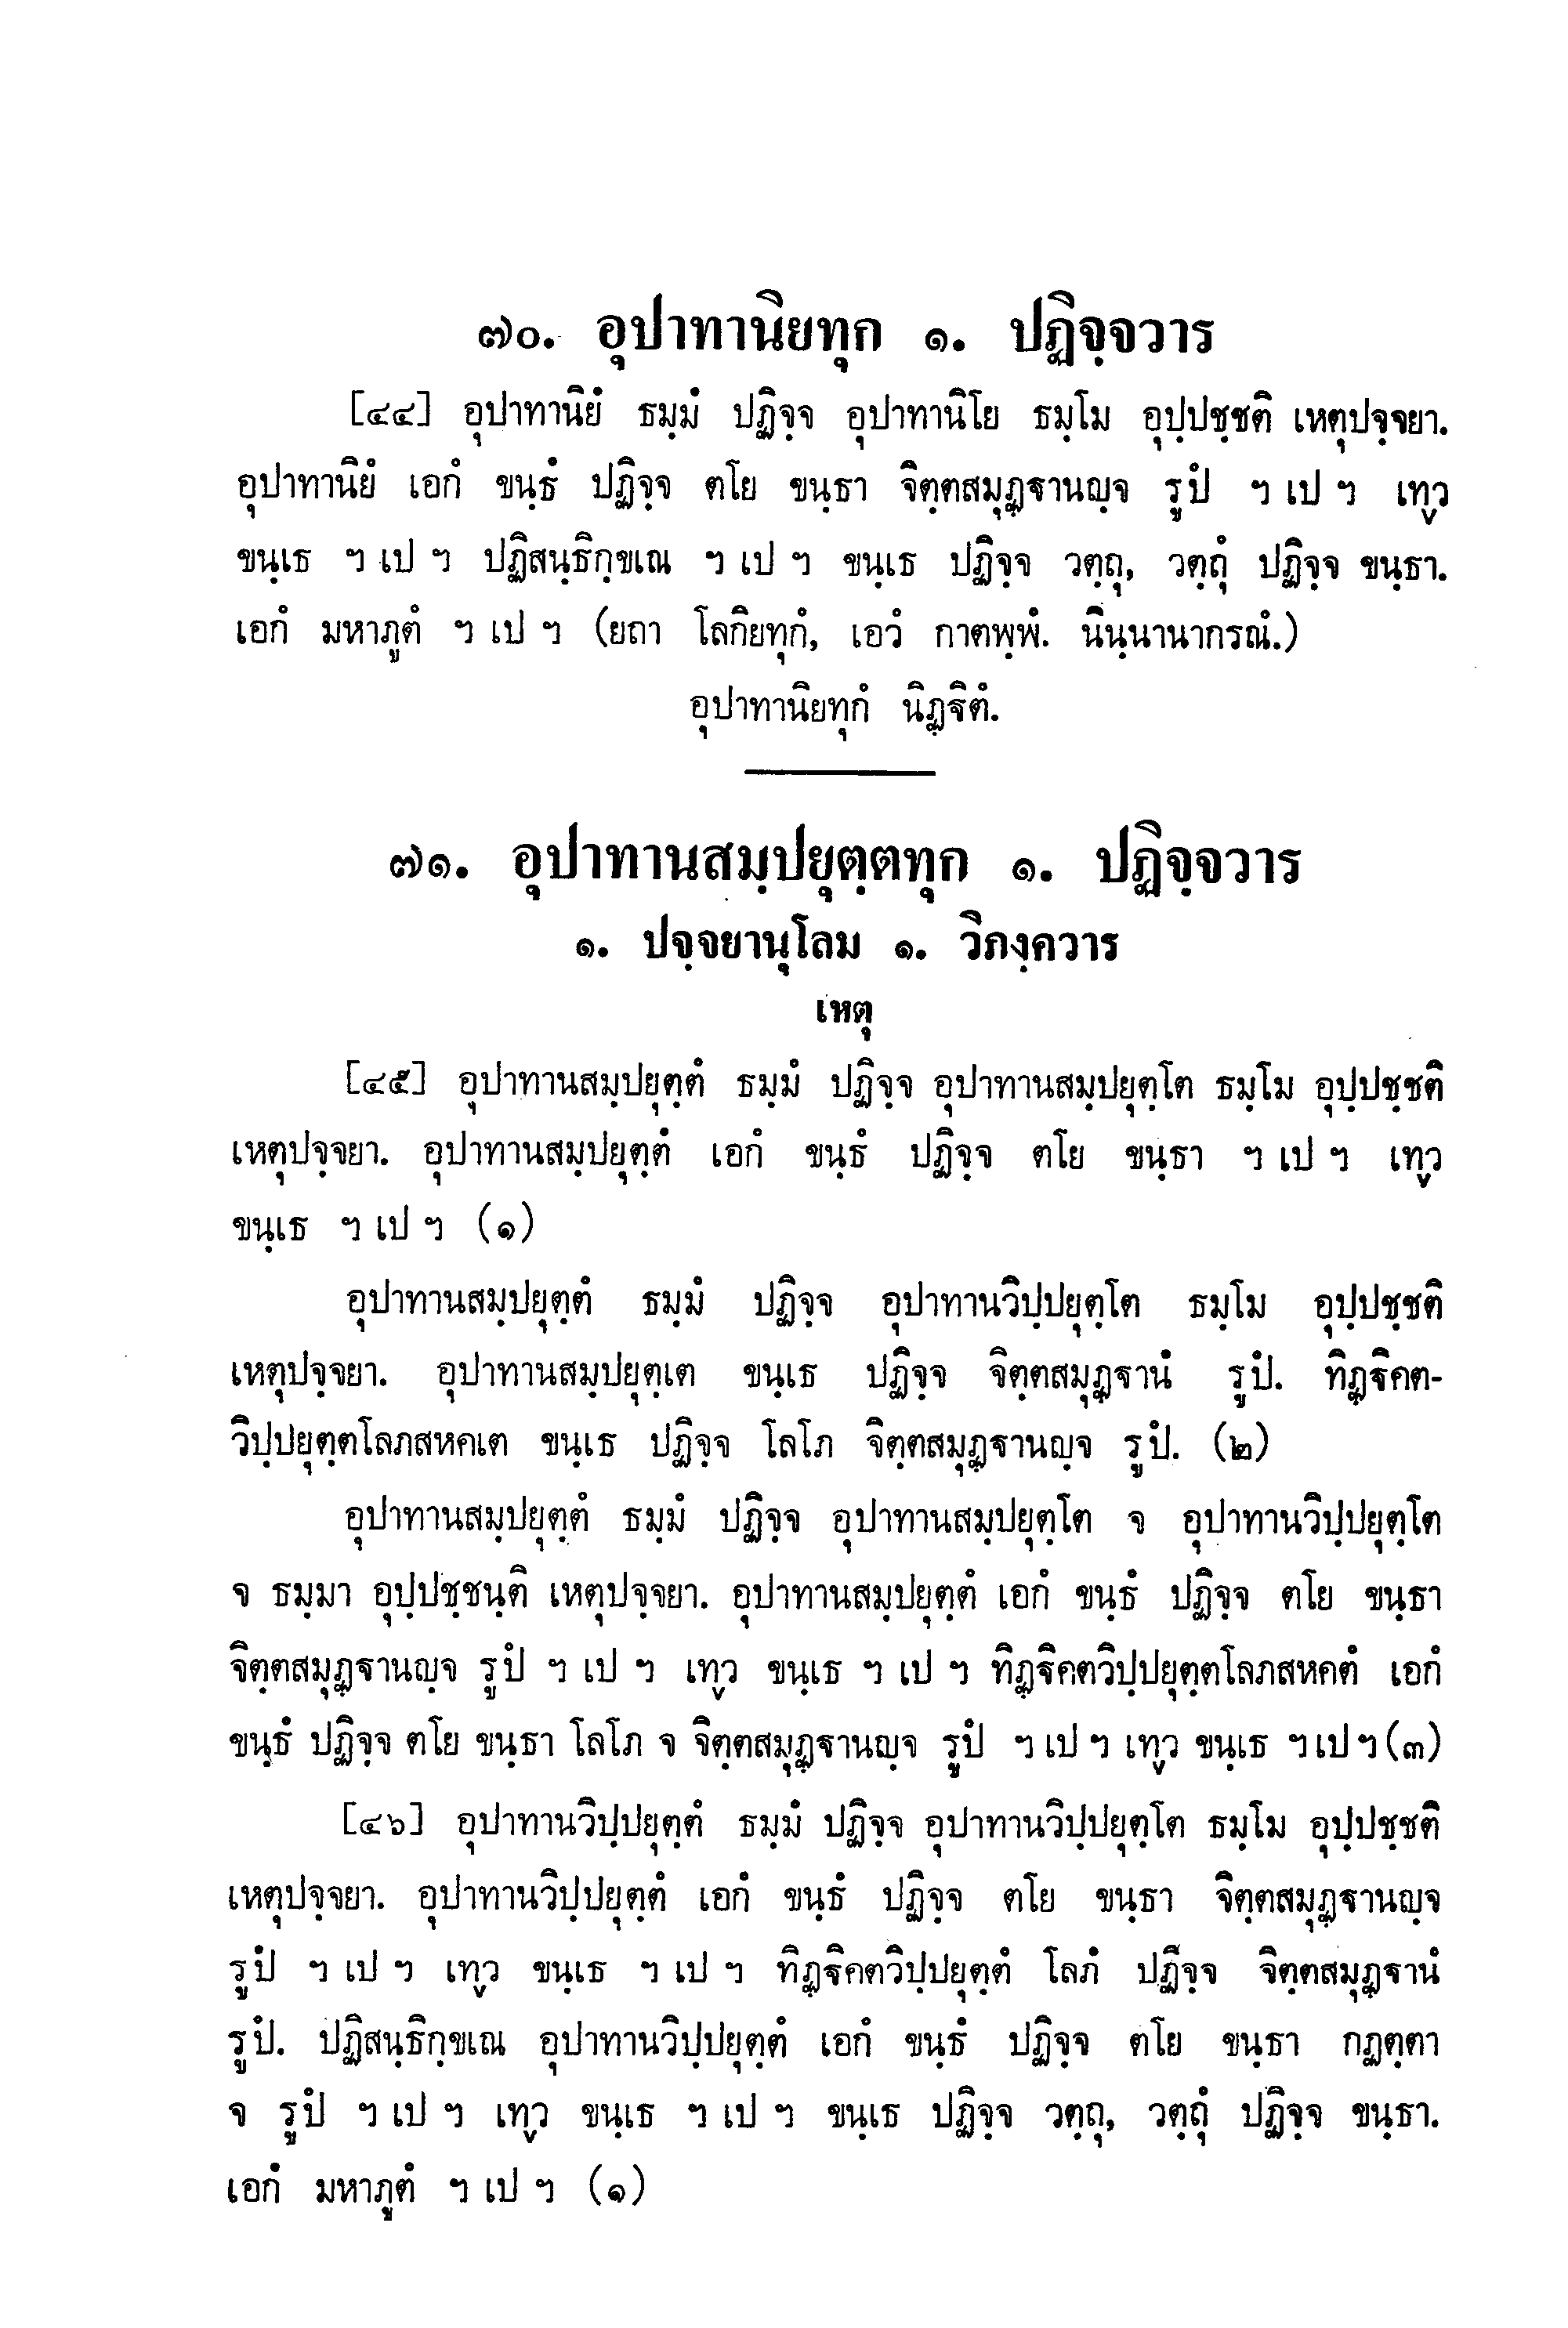 ๗๐. อุปาทานิยทุก ๑. ปฏิจฺจวาร
[๔๔] อุปาทานิยํ ธมฺมํ ปฏิจฺจ อุปาทานิโย ธมฺโม อุปฺปชฺชติ เหตุปจฺจยา.
อุปาทานิยํ เอกํ ขนฺธํ ปฏิจฺจ ตโย ขนฺธา จิตฺตสมุฏฺฐานญฺจ รูปํ ฯ เป ฯ เทฺว
ขนฺเธ ฯ เป ฯ ปฏิสนฺธิกฺขเณ ฯ เป ฯ ขนฺเธ ปฏิจฺจ วตฺถุ, วตฺถุํ ปฏิจฺจ ขนฺธา.
เอกํ มหาภูตํ ฯ เป ฯ (ยถา โลกิยทุกํ, เอวํ กาตพฺพํ. นินฺนานากรณํ.)
อุปาทานิยทุกํ นิฏฺฐิตํ.
๗๑. อุปาทานสมฺปยุตฺตทุก ๑. ปฏิจฺจวาร
๑. ปจฺจยานุโลม ๑. วิภงฺควาร
เหตุ
[๔๕] อุปาทานสมฺปยุตฺตํ ธมฺมํ ปฏิจฺจ อุปาทานสมฺปยุตฺโต ธมฺโม อุปฺปชฺชติ
เหตุปจฺจยา. อุปาทานสมฺปยุตฺตํ เอกํ ขนฺธํ ปฏิจฺจ ตโย ขนฺธา ฯ เป ฯ เทฺว
ขนฺเธ ฯ เป ฯ (๑)
อุปาทานสมฺปยุตฺตํ ธมฺมํ ปฏิจฺจ อุปาทานวิปฺปยุตฺโต ธมฺโม อุปฺปชฺชติ
เหตุปจฺจยา. อุปาทานสมฺปยุตฺเต ขนฺเธ ปฏิจฺจ จิตฺตสมุฏฺฐานํ รูปํ. ทิฏฺฐิคต-
วิปฺปยุตฺตโลภสหคเต ขนฺเธ ปฏิจฺจ โลโภ จิตฺตสมุฏฺฐานญฺจ รูปํ. (๒)
อุปาทานสมฺปยุตฺตํ ธมฺมํ ปฏิจฺจ อุปาทานสมฺปยุตฺโต จ อุปาทานวิปฺปยุตฺโต
จ ธมฺมา อุปฺปชฺชนฺติ เหตุปจฺจยา. อุปาทานสมฺปยุตฺตํ เอกํ ขนฺธํ ปฏิจฺจ ตโย ขนฺธา
จิตฺตสมุฏฺฐานญฺจ รูปํ ฯ เป ฯ เทฺว ขนฺเธ ฯ เป ฯ ทิฏฺฐิคตวิปฺปยุตฺตโลภสหคตํ เอกํ
ขนฺธํ ปฏิจฺจ ตโย ขนฺธา โลโภ จ จิตฺตสมุฏฺฐานญฺจ รูปํ ฯ เป ฯ เทฺว ขนฺเธ ฯ เป ฯ (๓)
[๔๖] อุปาทานวิปฺปยุตฺตํ ธมฺมํ ปฏิจฺจ อุปาทานวิปฺปยุตฺโต ธมฺโม อุปฺปชฺชติ
เหตุปจฺจยา. อุปาทานวิปฺปยุตฺตํ เอกํ ขนฺธํ ปฏิจฺจ ตโย ขนฺธา จิตฺตสมุฏฺฐานญฺจ
รูปํ ฯ เป ฯ เทฺว ขนฺเธ ฯ เป ฯ ทิฏฺฐิคตวิปฺปยุตฺตํ โลภํ ปฏิจฺจ จิตฺตสมุฏฺฐานํ
รูปํ. ปฏิสนฺธิกฺขเณ อุปาทานวิปฺปยุตฺตํ เอกํ ขนฺธํ ปฏิจฺจ ตโย ขนฺธา กฏตฺตา
จ รูปํ ฯ เป ฯ เทฺว ขนฺเธ ฯ เป ฯ ขนฺเธ ปฏิจฺจ วตฺถุ, วตฺถุํ ปฏิจฺจ ขนฺธา.
เอกํ มหาภูตํ ฯ เป ฯ (๑)